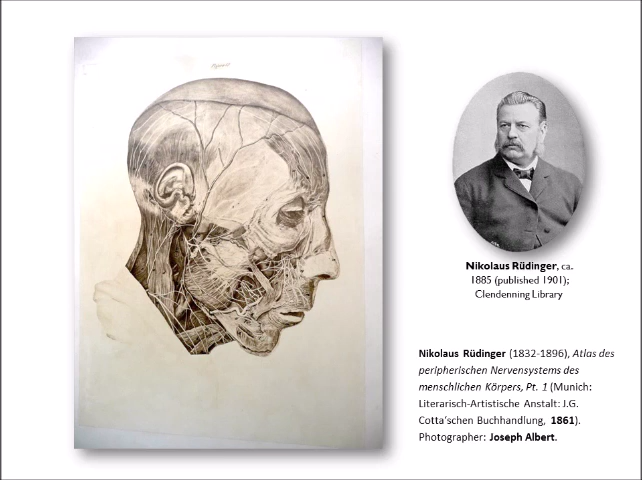 Nikolaus Rüdinger, ca.
1885 (published 1901);
Clendenning Library
Nikolaus Rüdinger (1832-1896), Atlas des
peripherischen Nervensystems des
menschlichen Körpers, Pt. 1 (Munich:
Literarisch-Artistische Anstalt: J.G.
Cotta'schen Buchhandlung, 1861).
Photographer: Joseph Albert.